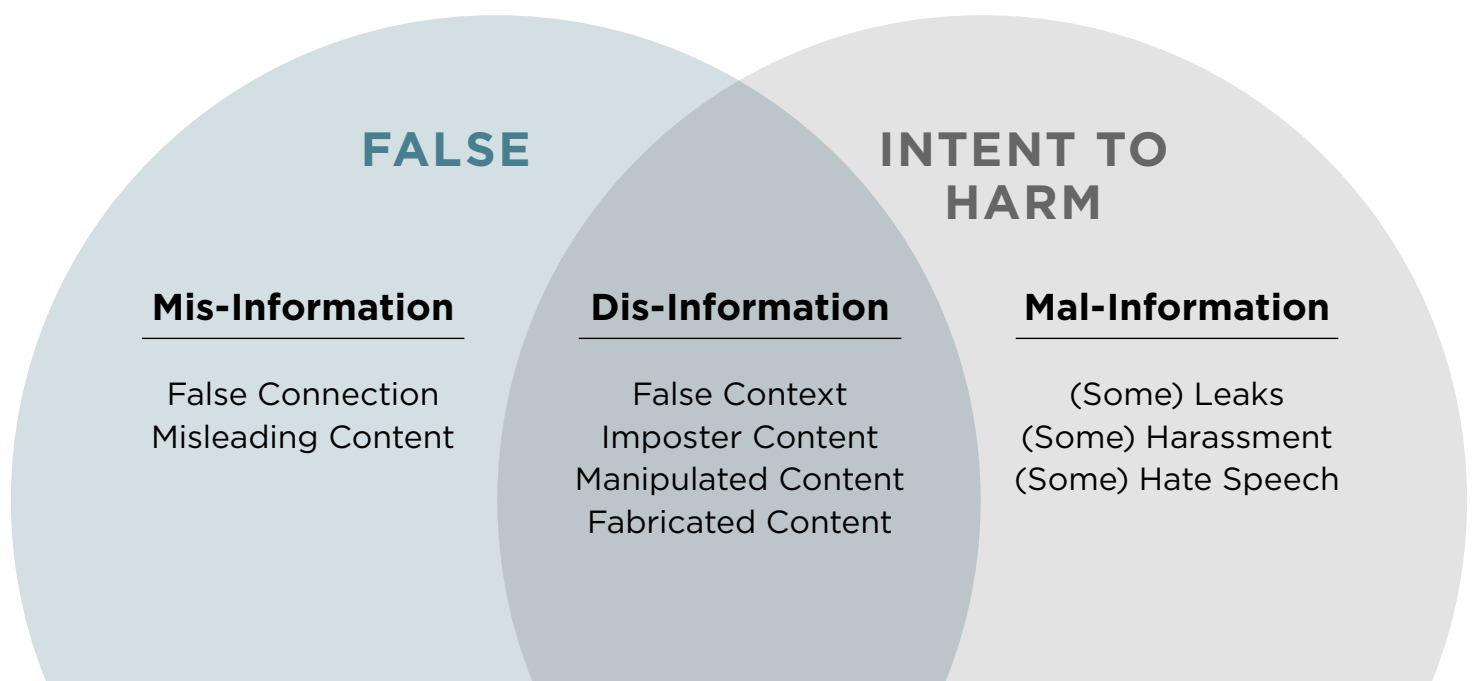 FALSE
INTENT TO
HARM
Mis-Information
False Connection
Misleading Content
Dis-Information
False Context
Imposter Content
Manipulated Content
Fabricated Content
Mal-Information
(Some) Leaks
(Some) Harassment
(Some) Hate Speech